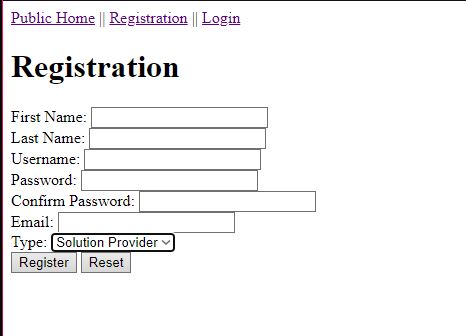 Public Home || Registration || Login
Registration
First Name:
Last Name:
Username:
Password:
Confirm Password:
Email:
Type: Solution Provider
Register Reset